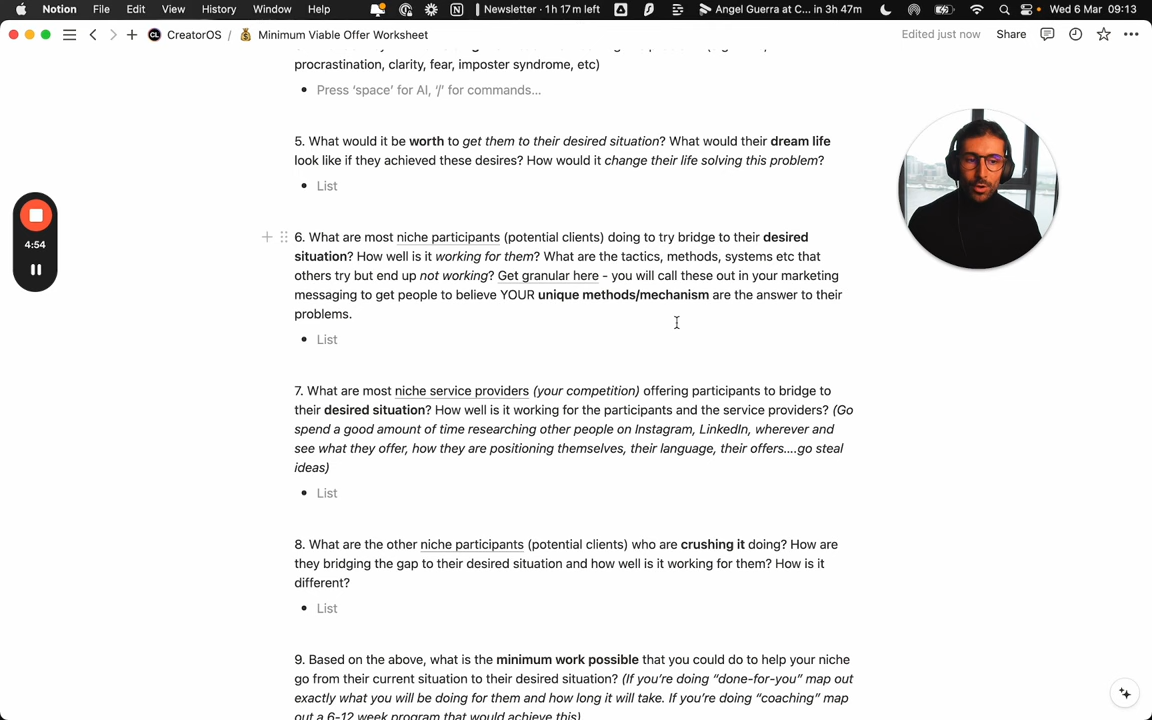 Notion File Edit View History Window Help Newsletter · 1 h 17 m left Angel Guerra at C... in 3h 47m Wed 6 Mar 09:13
CreatorOS / Minimum Viable Offer Worksheet Edited just now Share
procrastination, clarity, fear, imposter syndrome, etc)
• Press ‘space’ for AI, ‘/’ for commands…
5. What would it be worth to get them to their desired situation? What would their dream life
look like if they achieved these desires? How would it change their life solving this problem?
• List
6. What are most niche participants (potential clients) doing to try bridge to their desired
situation? How well is it working for them? What are the tactics, methods, systems etc that
others try but end up not working? Get granular here - you will call these out in your marketing
messaging to get people to believe YOUR unique methods/mechanism are the answer to their
problems.
• List
4:54
7. What are most niche service providers (your competition) offering participants to bridge to
their desired situation? How well is it working for the participants and the service providers? (Go
spend a good amount of time researching other people on Instagram, LinkedIn, wherever and
see what they offer, how they are positioning themselves, their language, their offers....go steal
ideas)
• List
8. What are the other niche participants (potential clients) who are crushing it doing? How are
they bridging the gap to their desired situation and how well is it working for them? How is it
different?
• List
9. Based on the above, what is the minimum work possible that you could do to help your niche
go from their current situation to their desired situation? (If you’re doing “done-for-you” map out
exactly what you will be doing for them and how long it will take. If you’re doing “coaching” map
out a 6-12 week program that would achieve this)